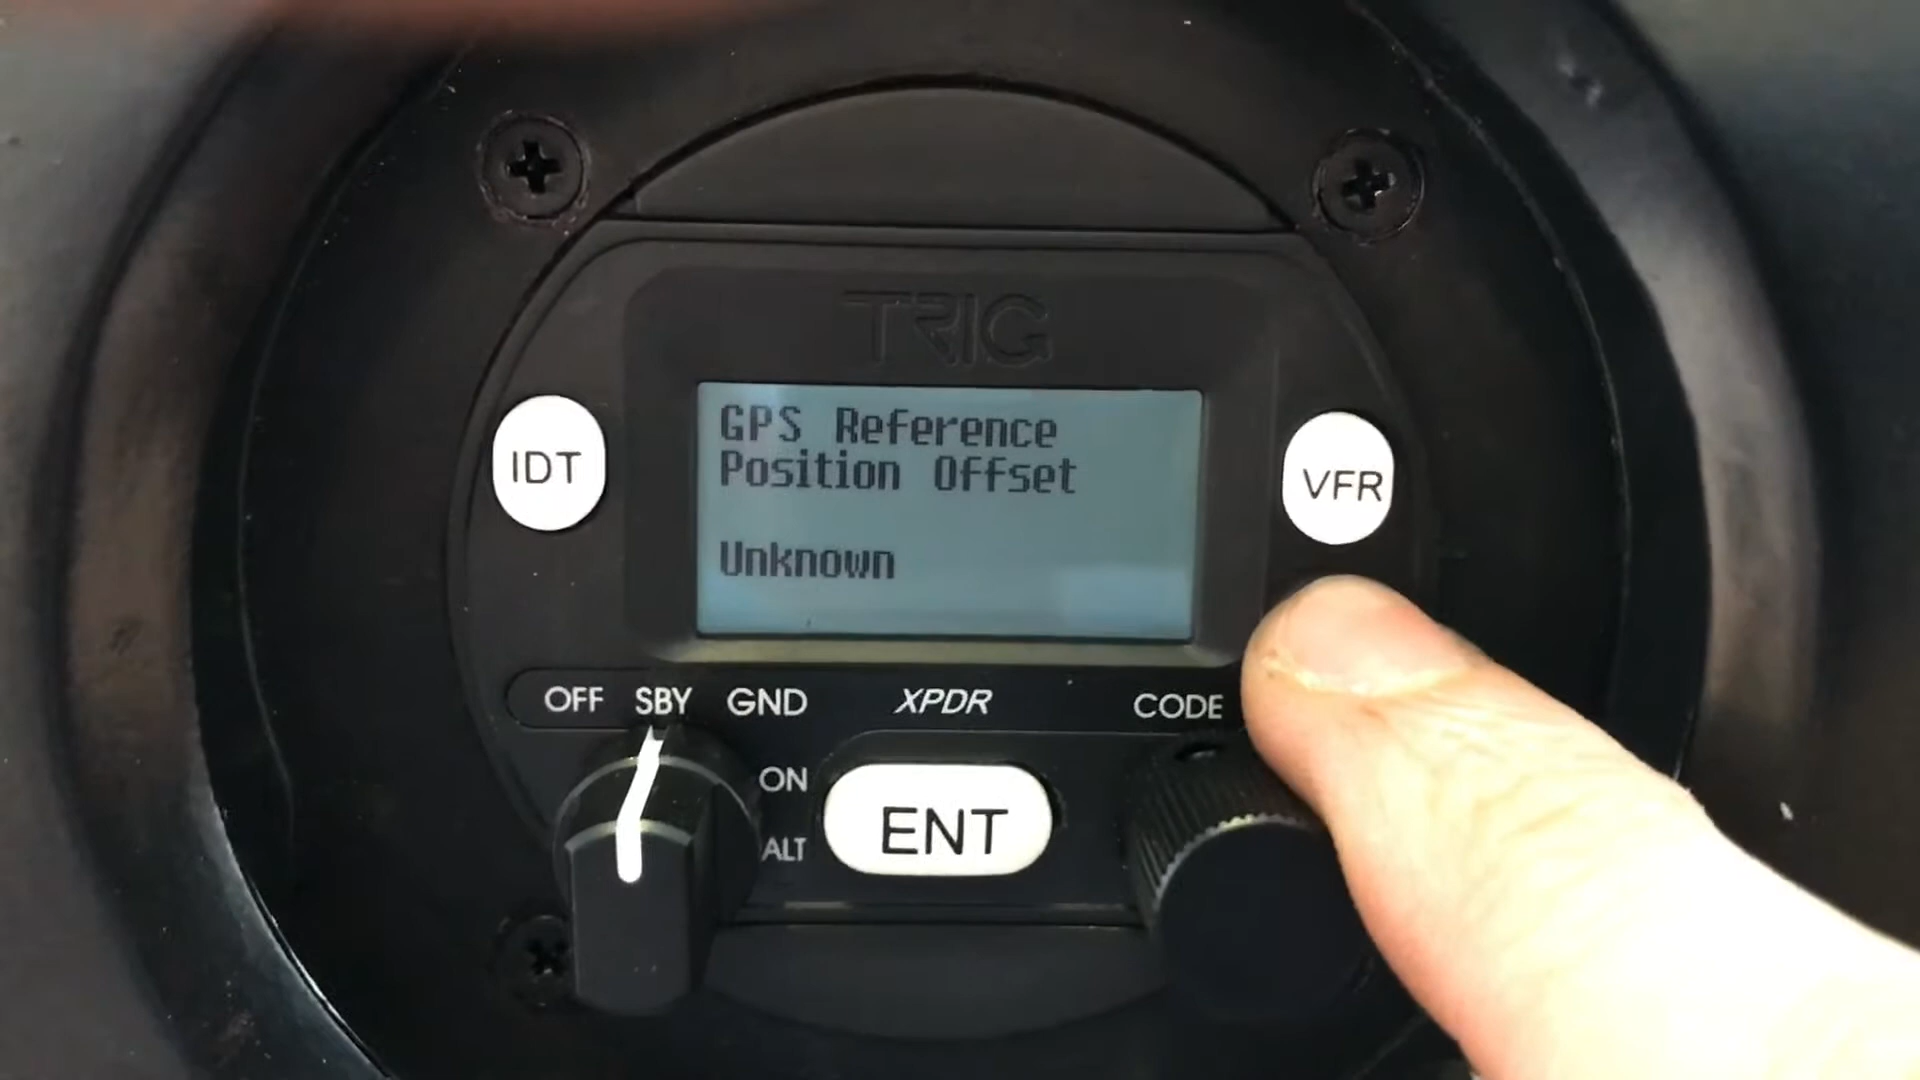 TRIG
GPS Reference
Position Offset
Unknown
IDT
VFR
OFF SBY GND XPDR CODE
ON
ALT
ENT